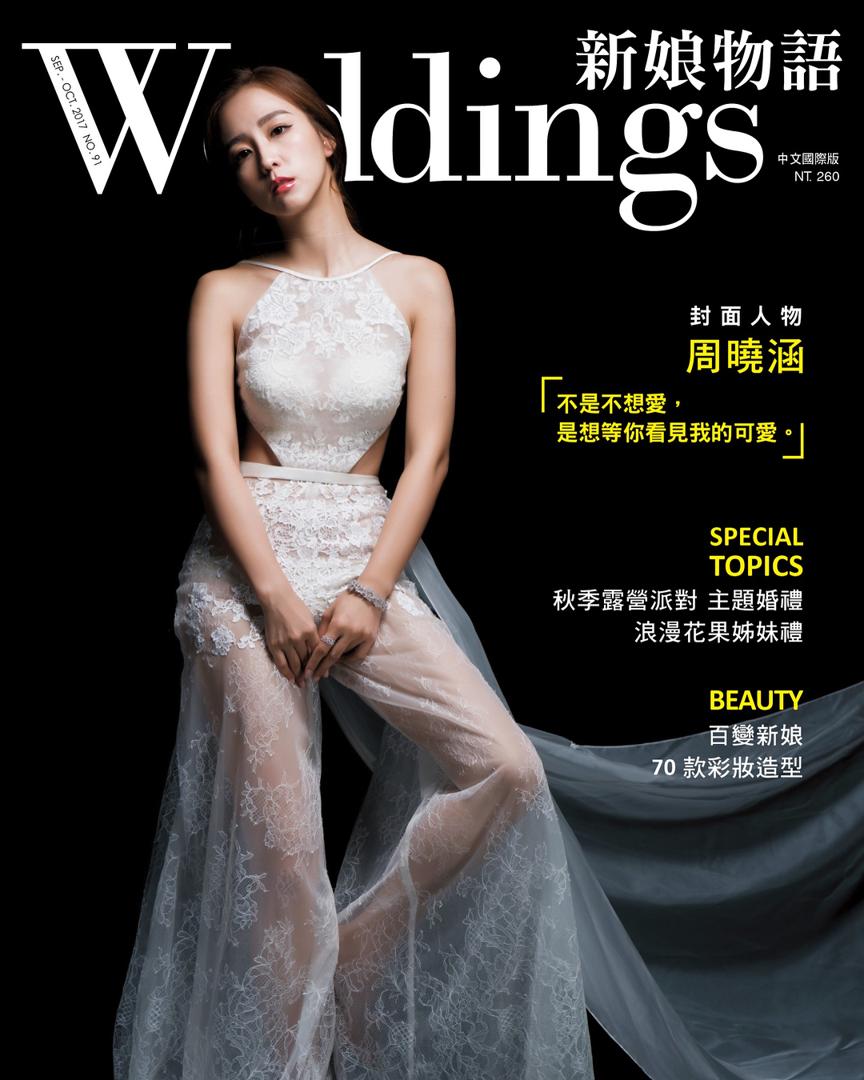 Weddings
新娘物語
SEP. - OCT. 2017 NO. 91
中文國際版
NT. 260
封面人物
周曉涵
「不是不想愛，
是想等你看見我的可愛。」
SPECIAL
TOPICS
秋季露營派對 主題婚禮
浪漫花果姊妹禮
BEAUTY
百變新娘
70 款彩妝造型